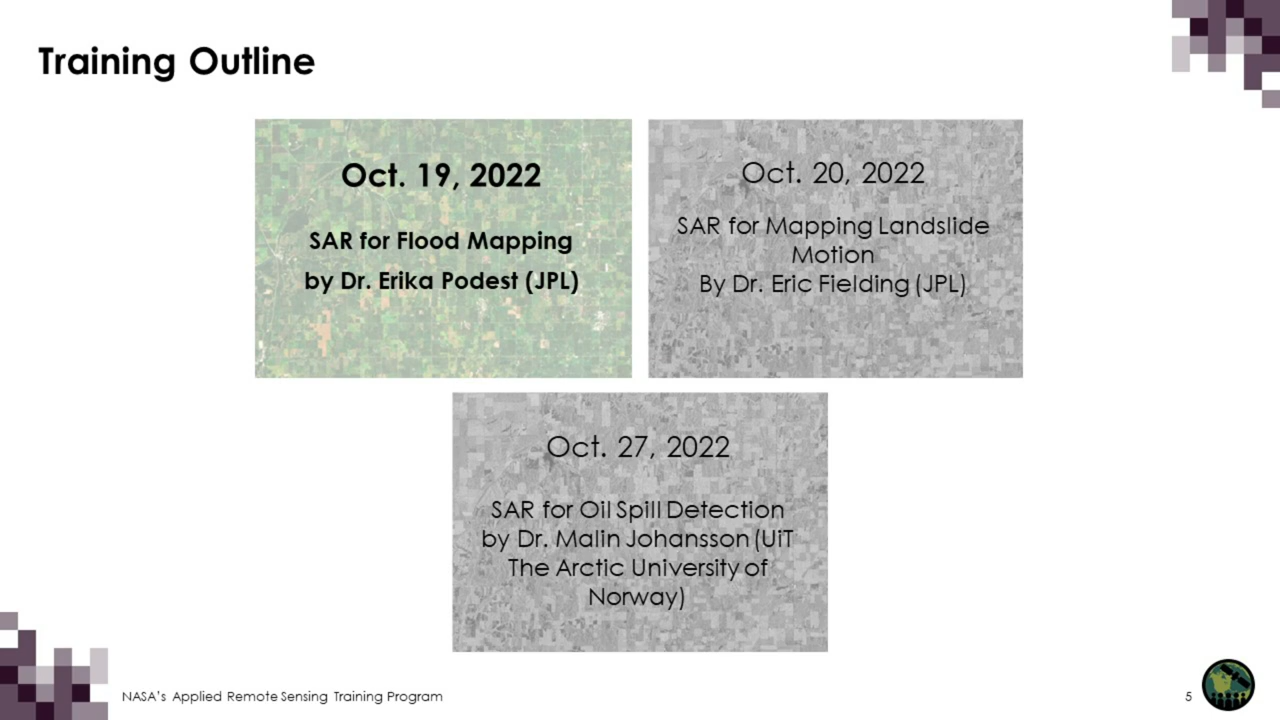 Training Outline
Oct. 19, 2022
SAR for Flood Mapping
by Dr. Erika Podest (JPL)
Oct. 20, 2022
SAR for Mapping Landslide
Motion
By Dr. Eric Fielding (JPL)
Oct. 27, 2022
SAR for Oil Spill Detection
by Dr. Malin Johansson (UiT
The Arctic University of
Norway)
NASA's Applied Remote Sensing Training Program
5